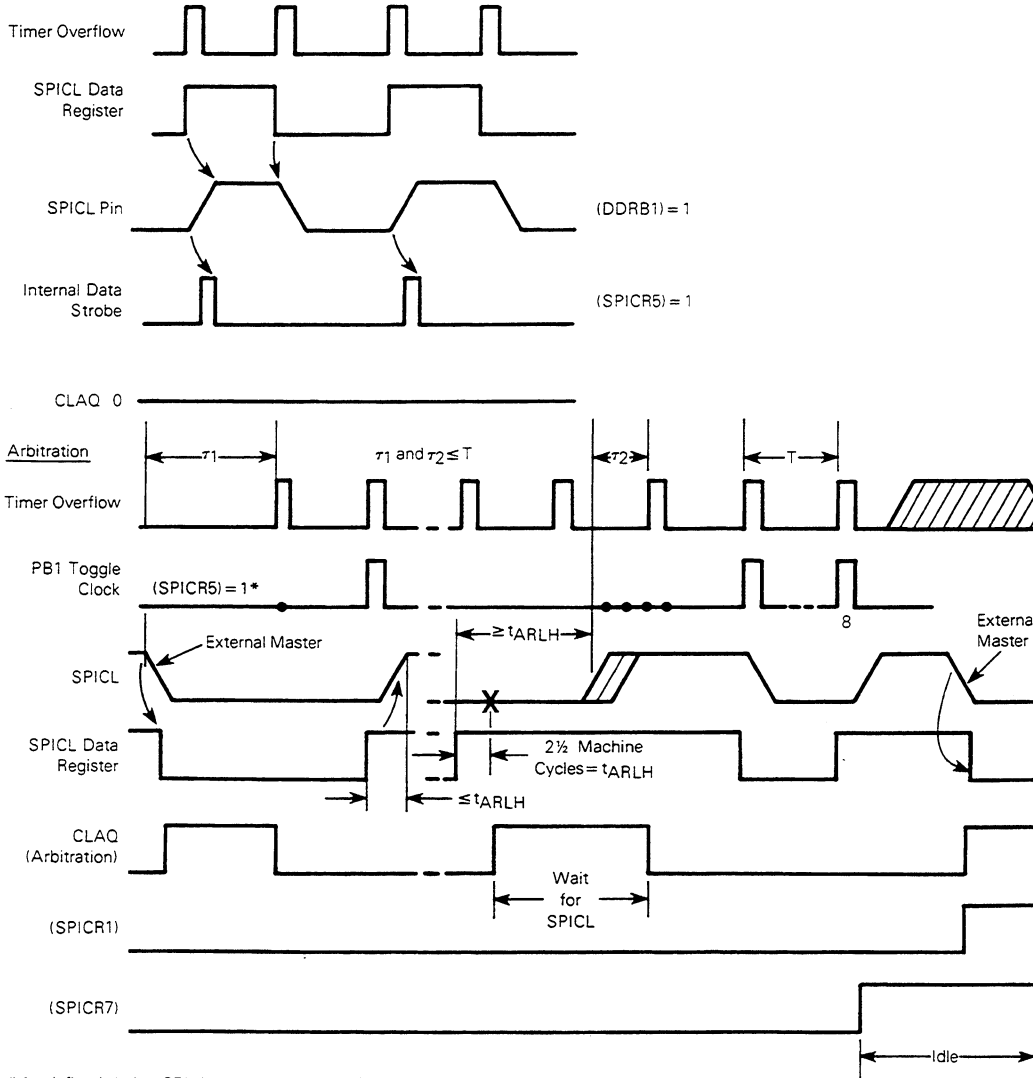 Timer Overflow
SPICL Data
Register
SPICL Pin
(DDRB1) = 1
Internal Data
Strobe
(SPICR5) = 1
CLAQ 0
Arbitration
τ1
τ1 and τ2 ≤ T
τ2
T
Timer Overflow
PB1 Toggle
Clock
(SPICR5) = 1*
8
≥ tARLH
External Master
Externa
Master
SPICL
X
SPICL Data
Register
2½ Machine
Cycles = tARLH
≤ tARLH
CLAQ
(Arbitration)
Wait
for
SPICL
(SPICR1)
(SPICR7)
Idle